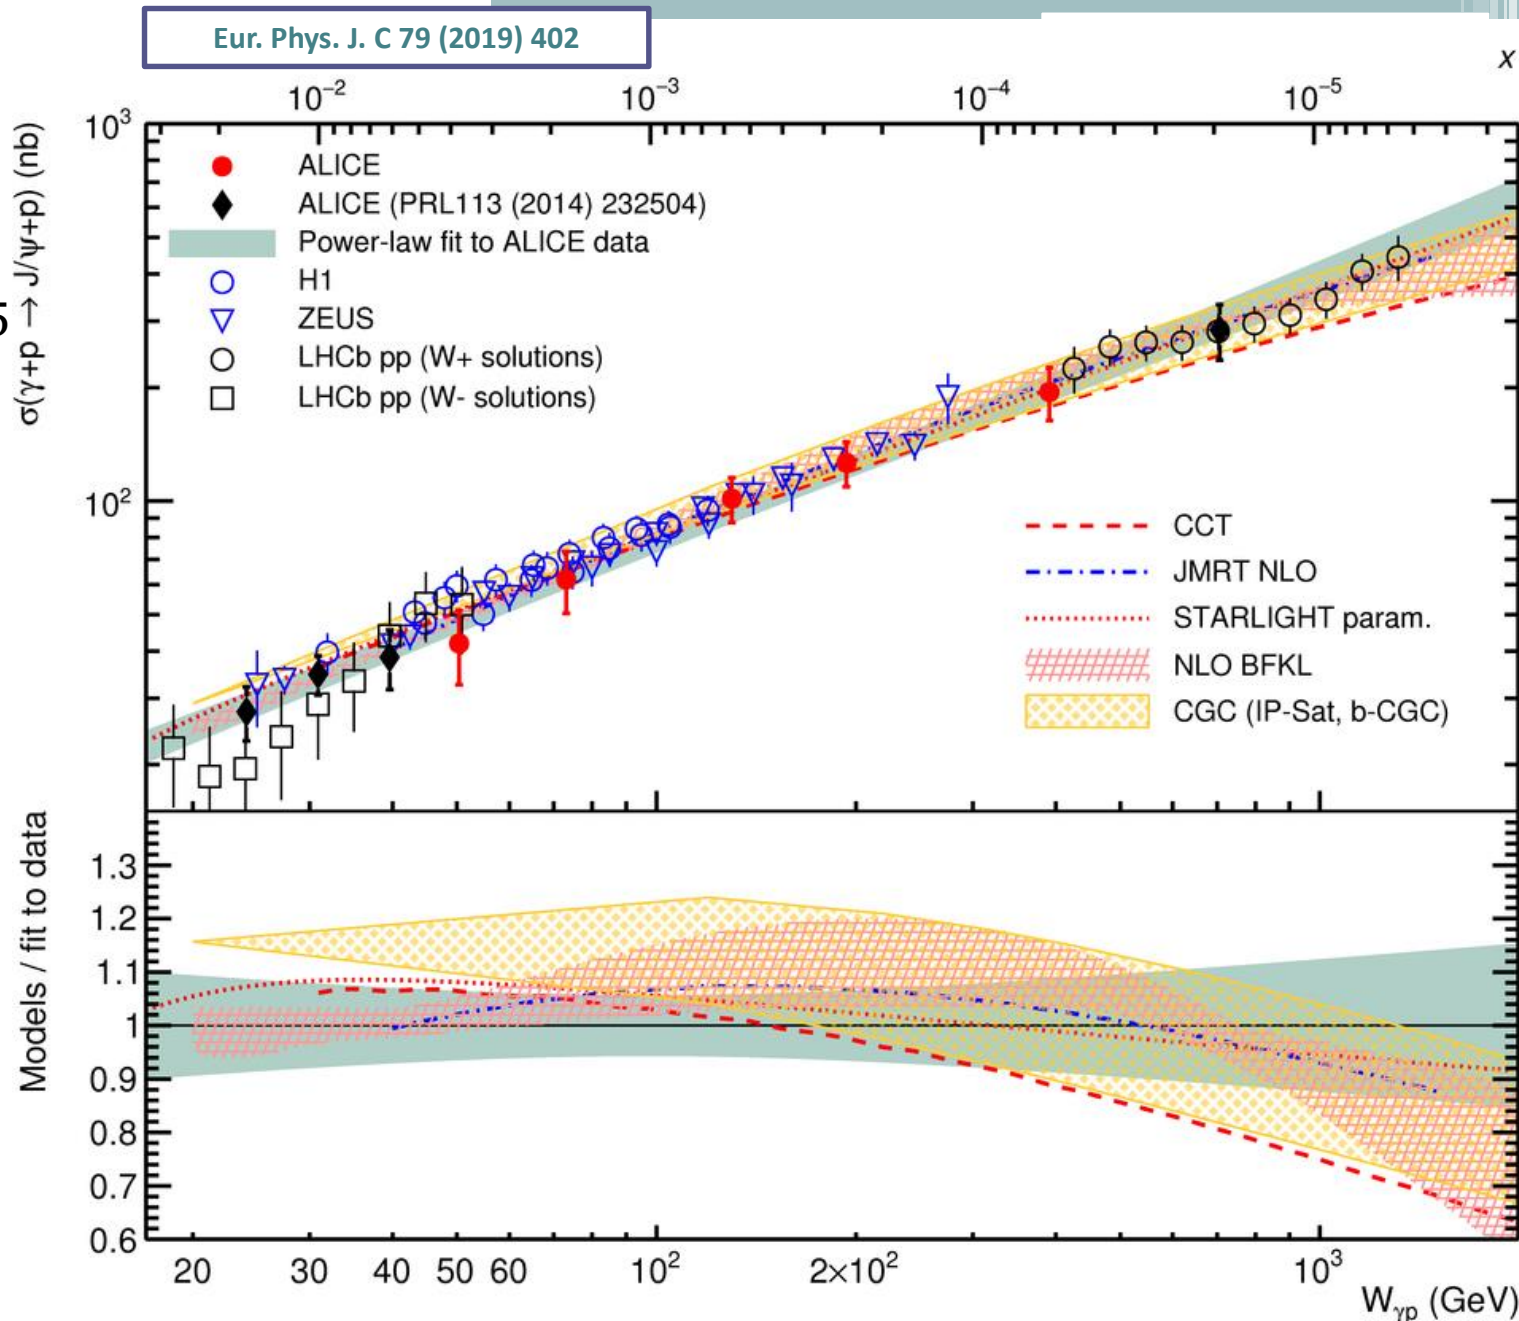 Eur. Phys. J. C 79 (2019) 402
x
10⁻² 10⁻³ 10⁻⁴ 10⁻⁵
σ(γ+p → J/ψ+p) (nb)
10³
10²
5
ALICE
ALICE (PRL113 (2014) 232504)
Power-law fit to ALICE data
H1
ZEUS
LHCb pp (W+ solutions)
LHCb pp (W- solutions)
CCT
JMRT NLO
STARLIGHT param.
NLO BFKL
CGC (IP-Sat, b-CGC)
Models / fit to data
1.3
1.2
1.1
1
0.9
0.8
0.7
0.6
20 30 40 50 60 10² 2×10² 10³
Wγp (GeV)